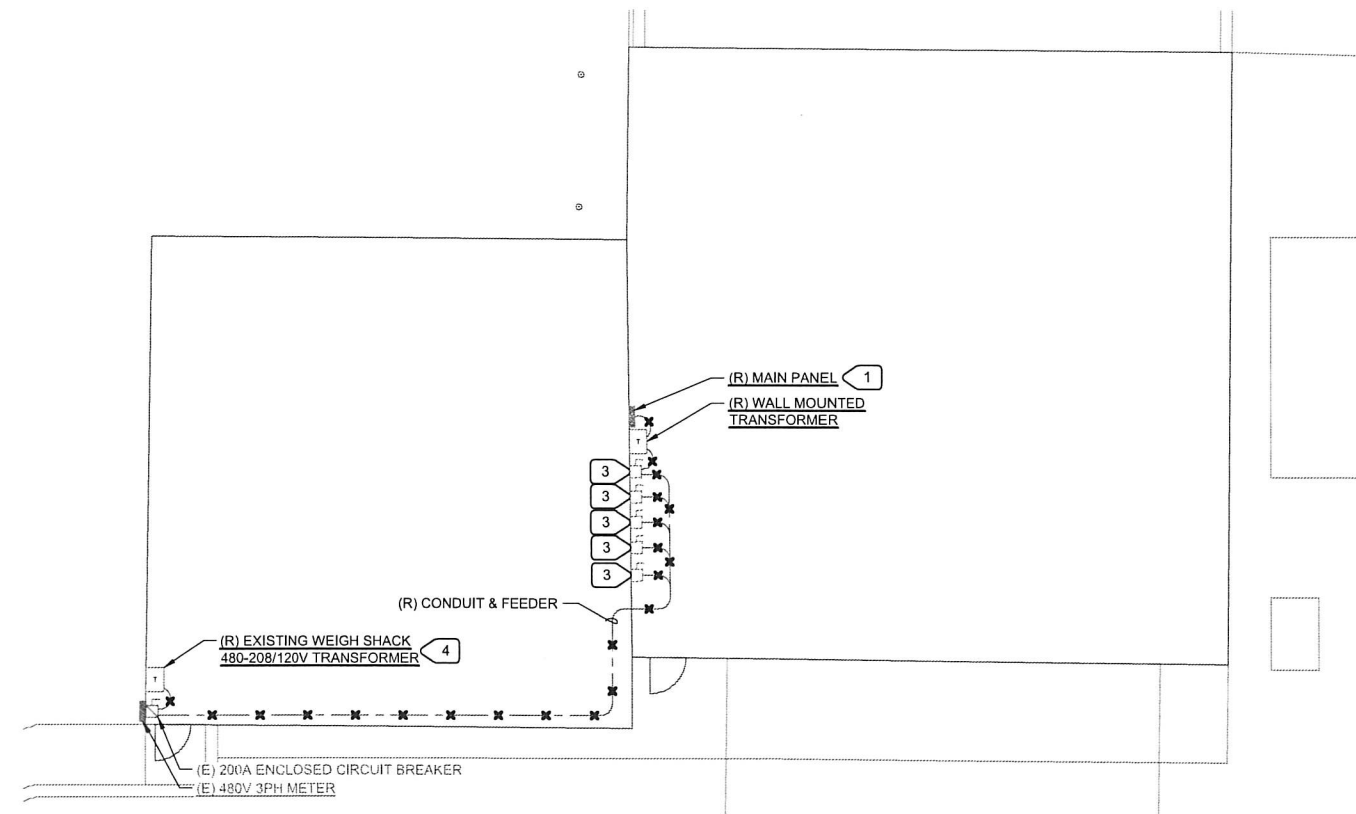 (R) MAIN PANEL 1
(R) WALL MOUNTED
TRANSFORMER
T
3
3
3
3
3
(R) CONDUIT & FEEDER
(R) EXISTING WEIGH SHACK
480-208/120V TRANSFORMER 4
T
(E) 200A ENCLOSED CIRCUIT BREAKER
(E) 480V 3PH METER